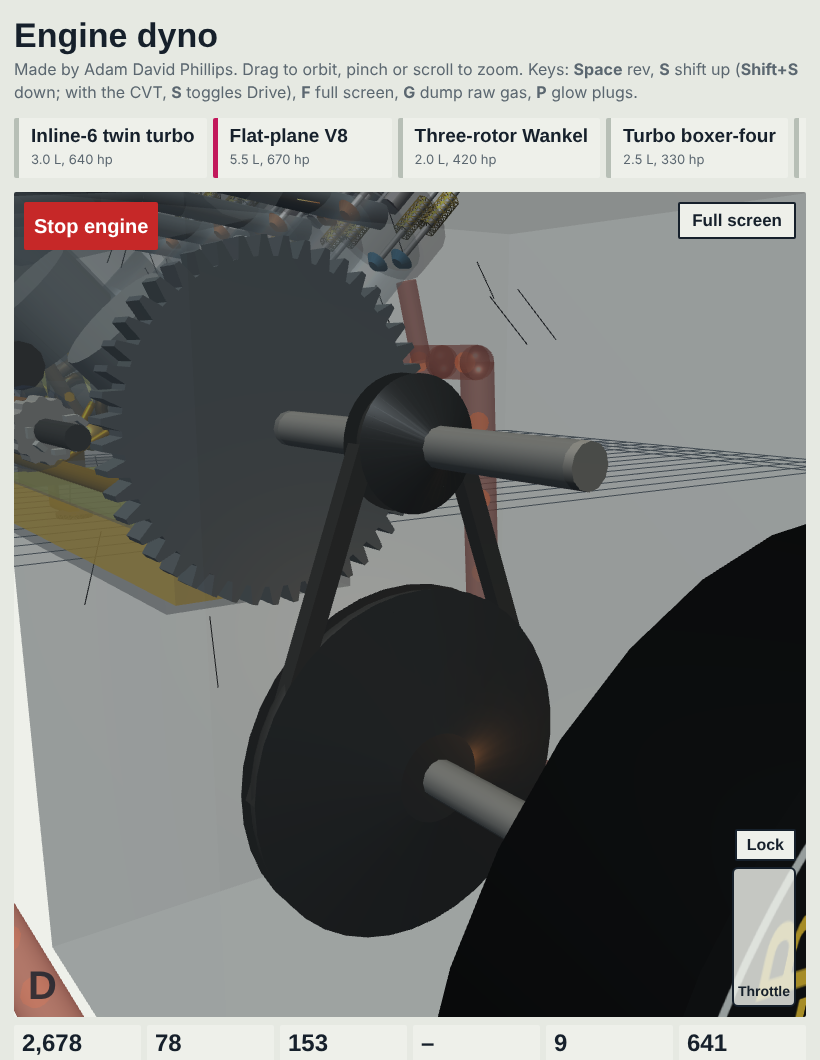 Engine dyno
Made by Adam David Phillips. Drag to orbit, pinch or scroll to zoom. Keys: Space rev, S shift up (Shift+S
down; with the CVT, S toggles Drive), F full screen, G dump raw gas, P glow plugs.
Inline-6 twin turbo
3.0 L, 640 hp
Flat-plane V8
5.5 L, 670 hp
Three-rotor Wankel
2.0 L, 420 hp
Turbo boxer-four
2.5 L, 330 hp
Stop engine
Full screen
Lock
Throttle
D
2,678
78
153
–
9
641